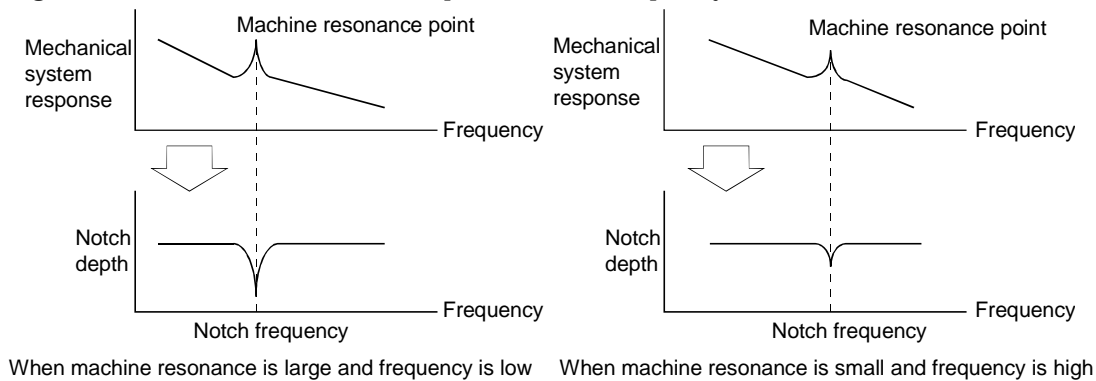 Machine resonance point
Mechanical
system
response
Frequency
Notch
depth
Frequency
Notch frequency
When machine resonance is large and frequency is low
Machine resonance point
Mechanical
system
response
Frequency
Notch
depth
Frequency
Notch frequency
When machine resonance is small and frequency is high